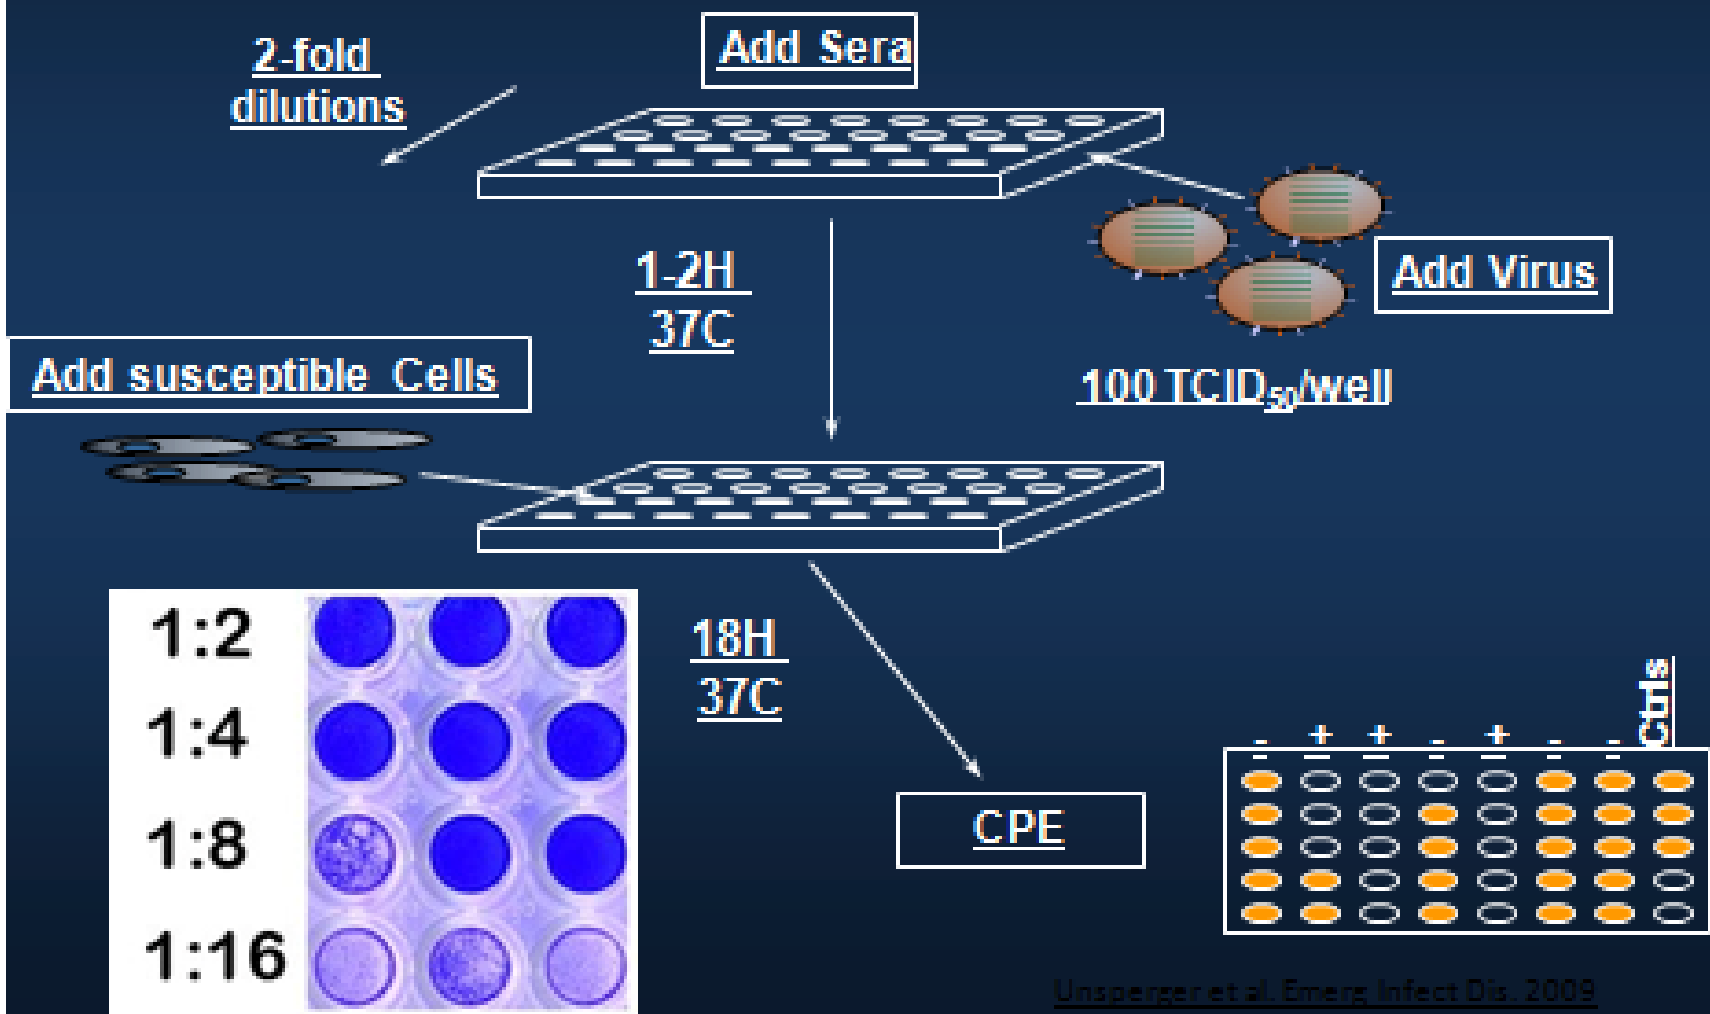 Add Sera
2-fold
dilutions
1-2H
37C
Add Virus
Add susceptible Cells
100 TCID50/well
1:2
1:4
1:8
1:16
18H
37C
CPE
Ctrls
- + + - + - -
Unsperger et al. Emerg Infect Dis. 2009